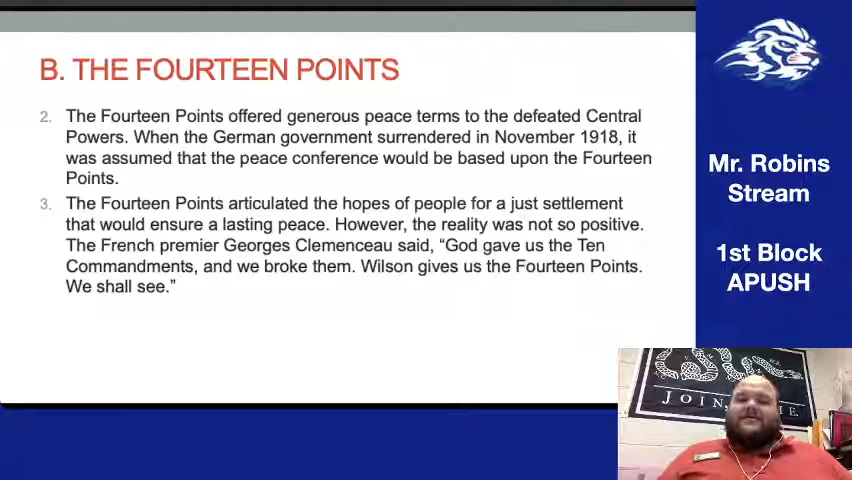 B. THE FOURTEEN POINTS
2. The Fourteen Points offered generous peace terms to the defeated Central
Powers. When the German government surrendered in November 1918, it
was assumed that the peace conference would be based upon the Fourteen
Points.
3. The Fourteen Points articulated the hopes of people for a just settlement
that would ensure a lasting peace. However, the reality was not so positive.
The French premier Georges Clemenceau said, “God gave us the Ten
Commandments, and we broke them. Wilson gives us the Fourteen Points.
We shall see.”
Mr. Robins
Stream
1st Block
APUSH
JOIN,